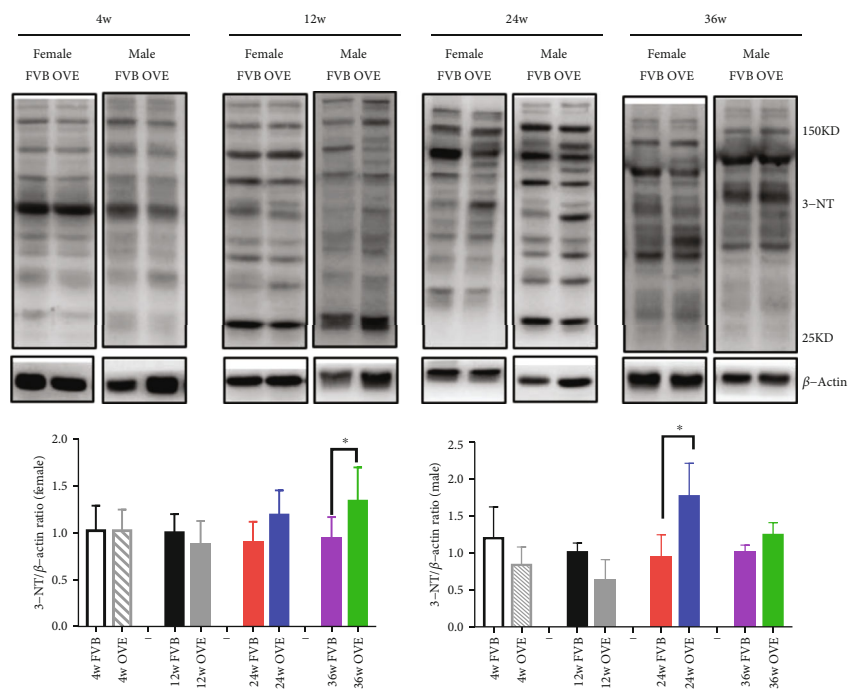 4w 12w 24w 36w
Female Male Female Male Female Male Female Male
FVB OVE FVB OVE FVB OVE FVB OVE FVB OVE FVB OVE FVB OVE FVB OVE
150KD
3−NT
25KD
β−Actin
3−NT/β−actin ratio (female)
2.0
1.5
1.0
0.5
0.0
*
4w FVB
4w OVE
–
12w FVB
12w OVE
–
24w FVB
24w OVE
–
36w FVB
36w OVE
3−NT/β−actin ratio (male)
2.5
2.0
1.5
1.0
0.5
0.0
*
4w FVB
4w OVE
–
12w FVB
12w OVE
–
24w FVB
24w OVE
–
36w FVB
36w OVE